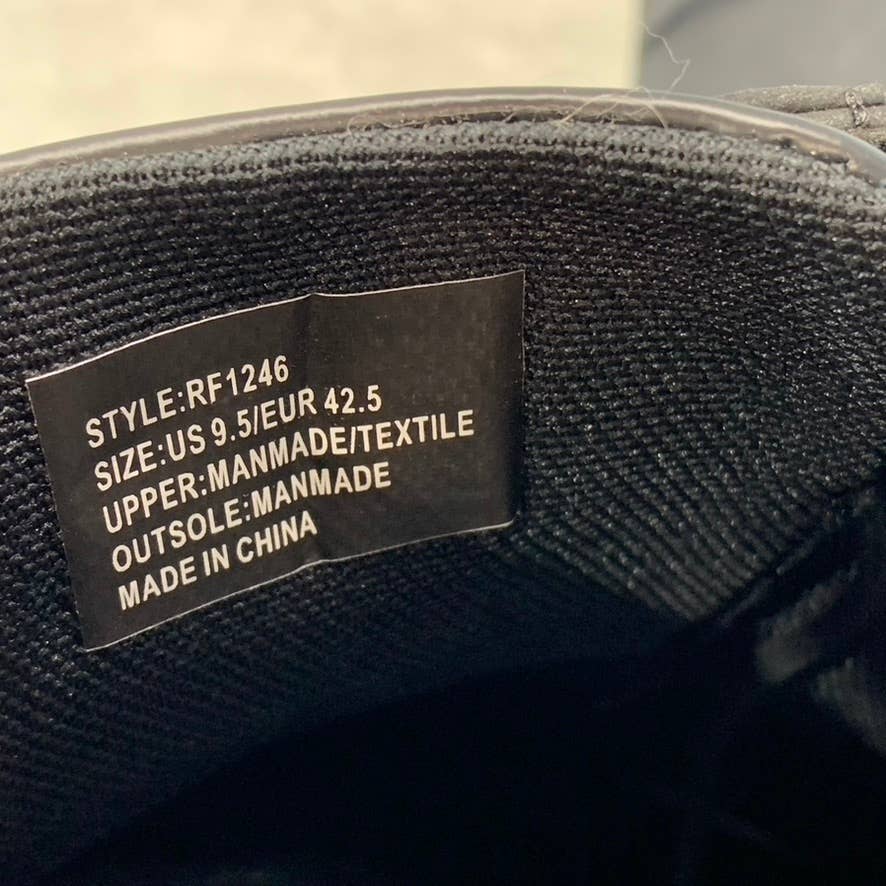 STYLE:RF1246
SIZE:US 9.5/EUR 42.5
UPPER:MANMADE/TEXTILE
OUTSOLE:MANMADE
MADE IN CHINA